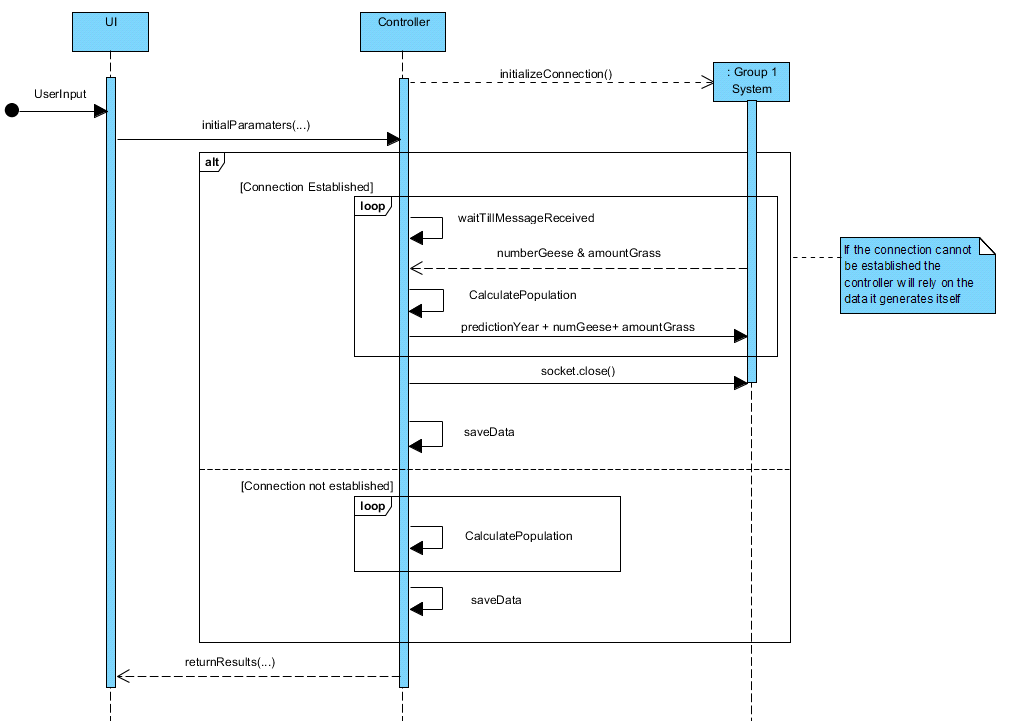 UI
Controller
: Group 1
System
initializeConnection()
UserInput
initialParamaters(...)
alt
[Connection Established]
loop
waitTillMessageReceived
numberGeese & amountGrass
If the connection cannot
be established the
controller will rely on the
data it generates itself
CalculatePopulation
predictionYear + numGeese+ amountGrass
socket.close()
saveData
[Connection not established]
loop
CalculatePopulation
saveData
returnResults(...)